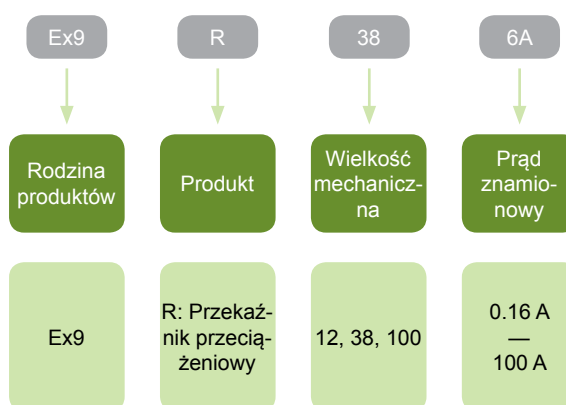 Ex9
R
38
6A
Rodzina
produktów
Produkt
Wielkość
mechanicz-
na
Prąd
znamio-
nowy
Ex9
R: Przekaź-
nik przecią-
żeniowy
12, 38, 100
0.16 A
—
100 A